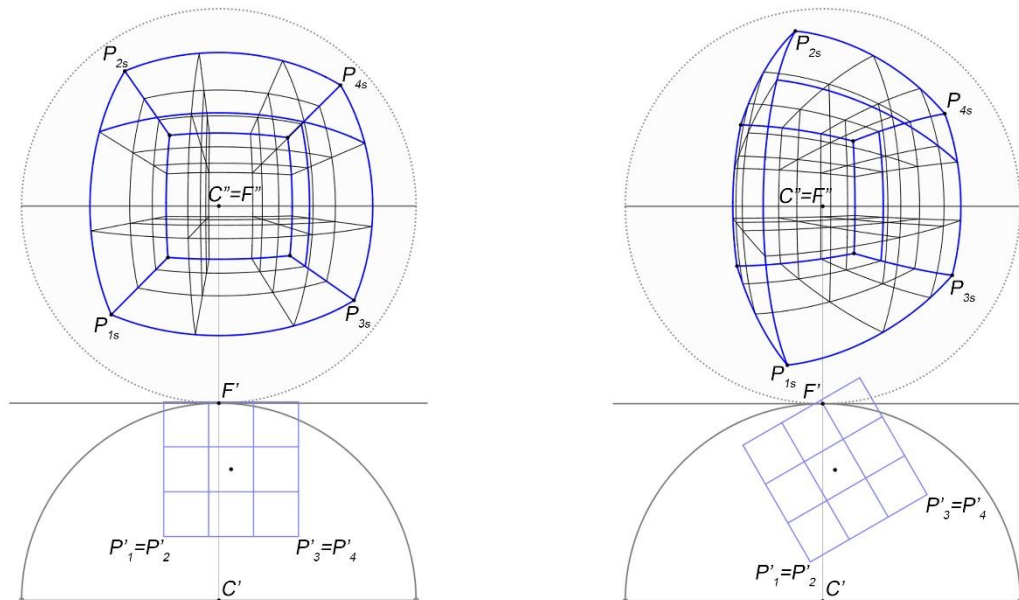 P2s
P4s
C"=F"
P1s
P3s
F'
P'1=P'2
P'3=P'4
C'
P2s
P4s
C"=F"
P3s
P1s
F'
P'3=P'4
P'1=P'2
C'